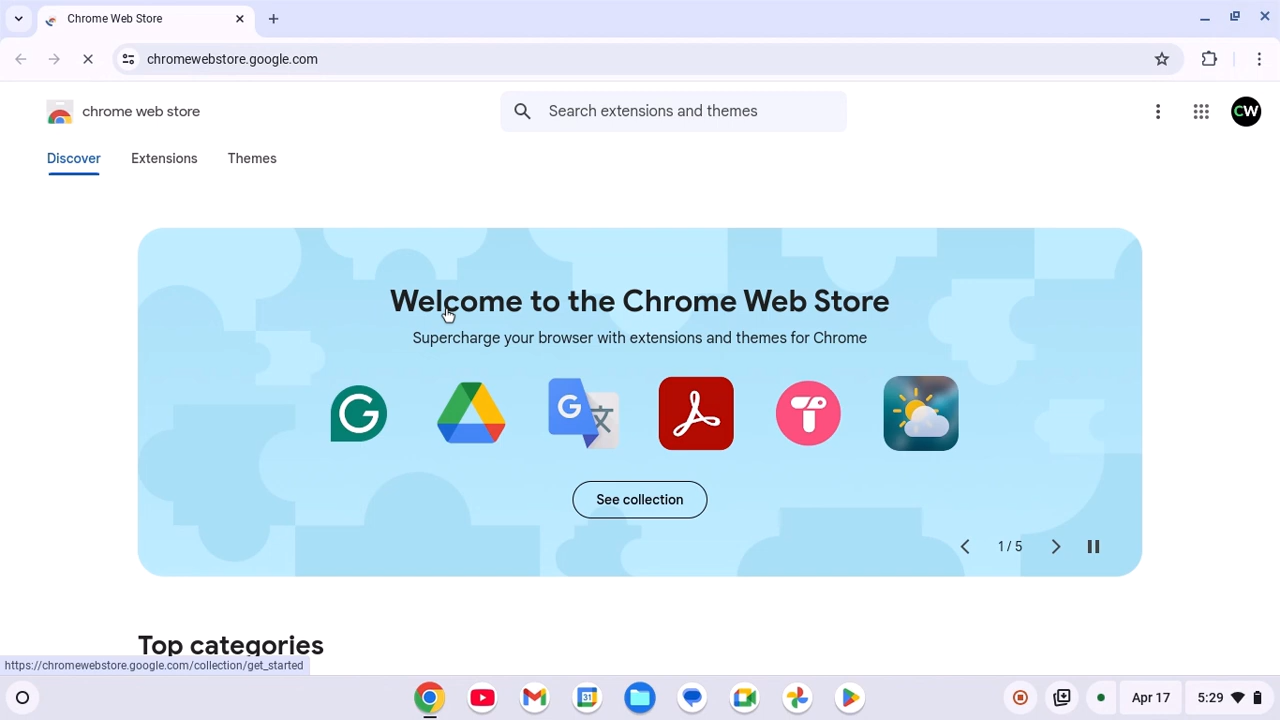 Chrome Web Store
chromewebstore.google.com
chrome web store
Search extensions and themes
CW
Discover Extensions Themes
Welcome to the Chrome Web Store
Supercharge your browser with extensions and themes for Chrome
See collection
1 / 5
Top categories
https://chromewebstore.google.com/collection/get_started
31
Apr 17 5:29